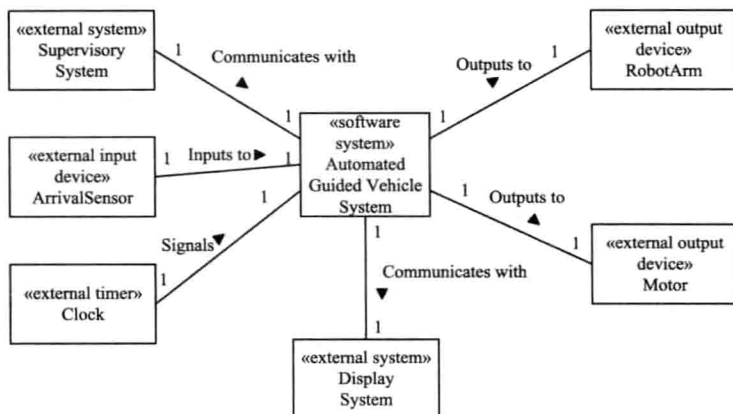 «external system»
Supervisory
System
1
Communicates with
1
«external output
device»
RobotArm
1
Outputs to
1
«software
system»
Automated
Guided Vehicle
System
«external input
device»
ArrivalSensor
1
Inputs to
1
1
Signals
1
«external timer»
Clock
1
Outputs to
1
«external output
device»
Motor
1
Communicates with
1
«external system»
Display
System